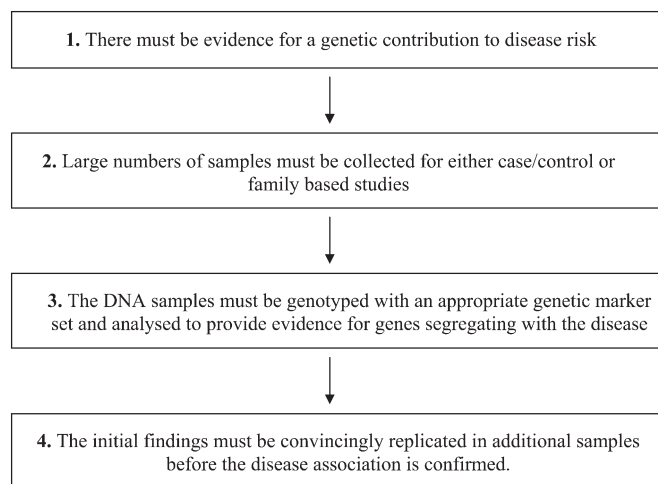 1. There must be evidence for a genetic contribution to disease risk
2. Large numbers of samples must be collected for either case/control or
family based studies
3. The DNA samples must be genotyped with an appropriate genetic marker
set and analysed to provide evidence for genes segregating with the disease
4. The initial findings must be convincingly replicated in additional samples
before the disease association is confirmed.